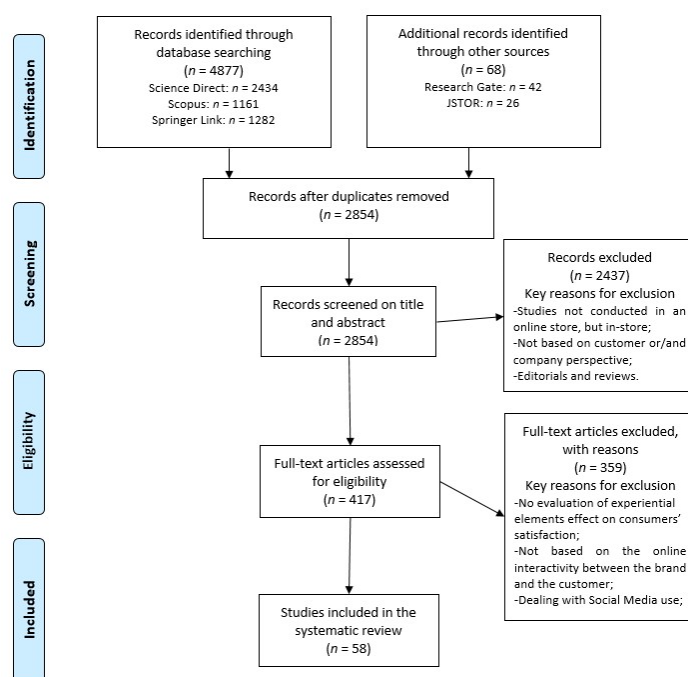 Identification
Records identified through
database searching
(n = 4877)
Science Direct: n = 2434
Scopus: n = 1161
Springer Link: n = 1282
Additional records identified
through other sources
(n = 68)
Research Gate: n = 42
JSTOR: n = 26
Records after duplicates removed
(n = 2854)
Screening
Records screened on title
and abstract
(n = 2854)
Records excluded
(n = 2437)
Key reasons for exclusion
-Studies not conducted in an
online store, but in-store;
-Not based on customer or/and
company perspective;
-Editorials and reviews.
Eligibility
Full-text articles assessed
for eligibility
(n = 417)
Full-text articles excluded,
with reasons
(n = 359)
Key reasons for exclusion
-No evaluation of experiential
elements effect on consumers’
satisfaction;
-Not based on the online
interactivity between the brand
and the customer;
-Dealing with Social Media use;
Included
Studies included in the
systematic review
(n = 58)